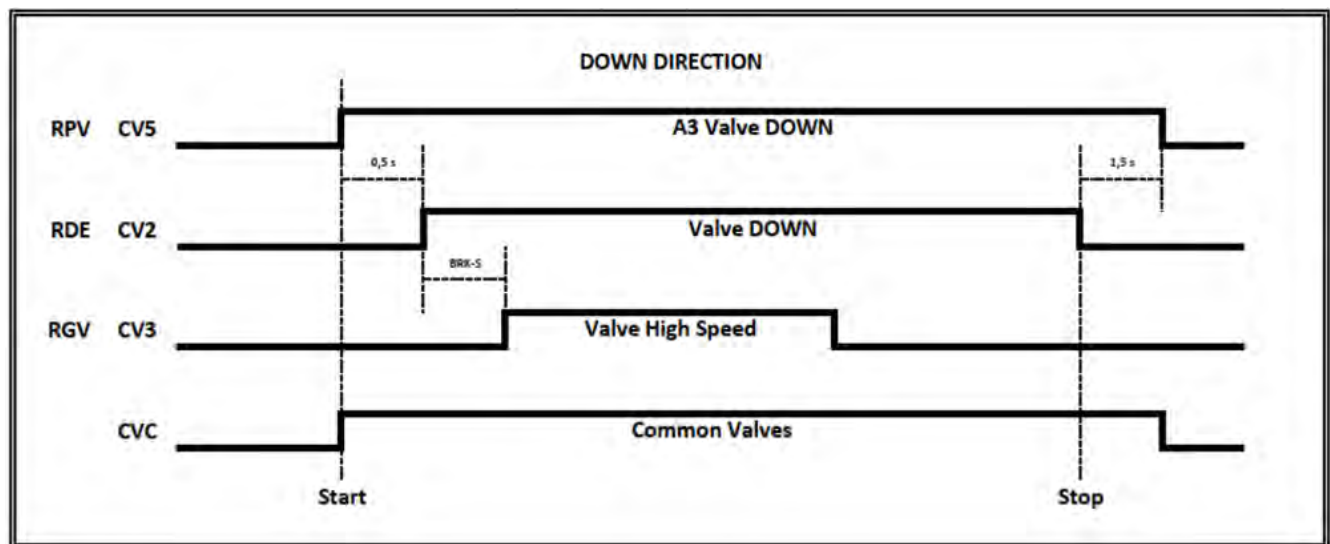 DOWN DIRECTION
RPV CV5 A3 Valve DOWN
0,5 s 1,5 s
RDE CV2 Valve DOWN
BRK-S
RGV CV3 Valve High Speed
CVC Common Valves
Start Stop